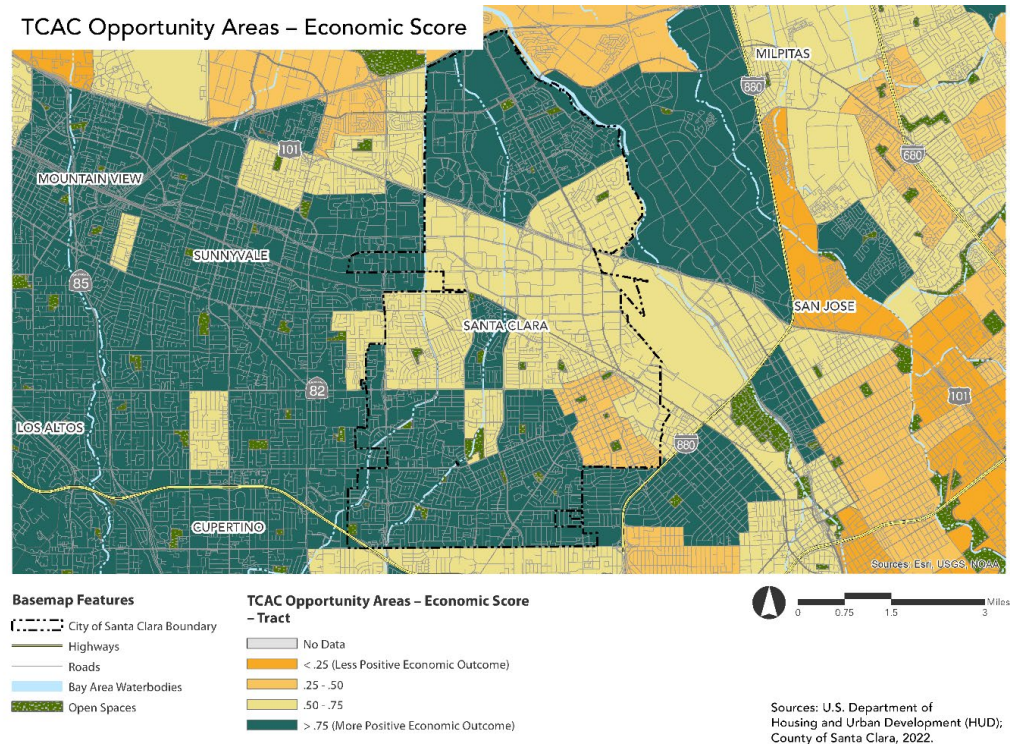 TCAC Opportunity Areas – Economic Score
MILPITAS
880
101
680
MOUNTAIN VIEW
SUNNYVALE
85
SAN JOSE
SANTA CLARA
82
101
LOS ALTOS
880
CUPERTINO
Sources: Esri, USGS, NOAA
Basemap Features
City of Santa Clara Boundary
Highways
Roads
Bay Area Waterbodies
Open Spaces
TCAC Opportunity Areas – Economic Score
– Tract
No Data
< .25 (Less Positive Economic Outcome)
.25 - .50
.50 - .75
> .75 (More Positive Economic Outcome)
Miles
0 0.75 1.5 3
Sources: U.S. Department of
Housing and Urban Development (HUD);
County of Santa Clara, 2022.